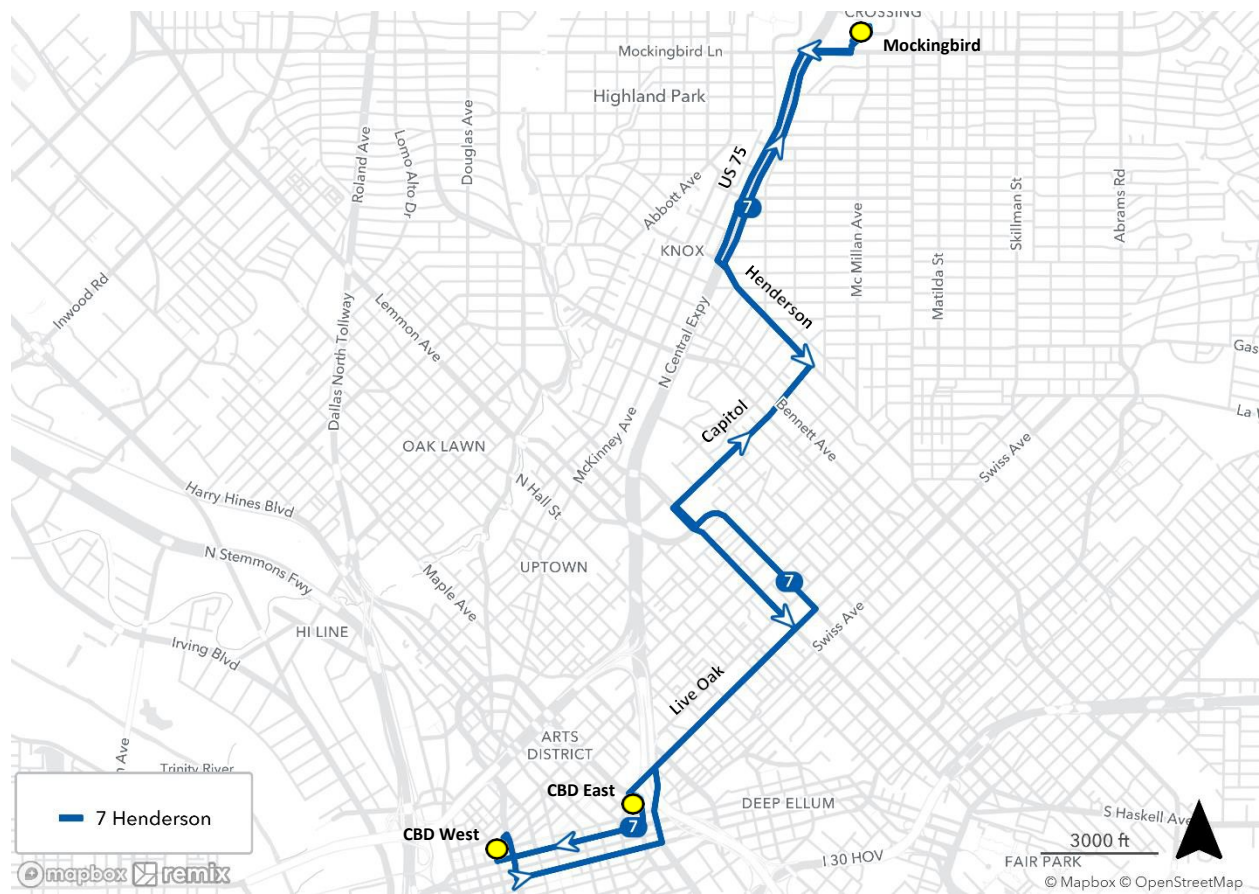 CROSSING
Mockingbird
Mockingbird Ln
Highland Park
Roland Ave
Lomo Alto Dr
Douglas Ave
US 75
Abbott Ave
7
KNOX
Henderson
Mc Millan Ave
Matilda St
Skillman St
Abrams Rd
Inwood Rd
Lemmon Ave
Dallas North Tollway
N Central Expy
Gas
La V
Capitol
Bennett Ave
McKinney Ave
OAK LAWN
Swiss Ave
Harry Hines Blvd
N Hall St
N Stemmons Fwy
UPTOWN
Maple Ave
7
HI LINE
Irving Blvd
Swiss Ave
Live Oak
ARTS
DISTRICT
Trinity River
n Ave
CBD East
DEEP ELLUM
7 Henderson
7
CBD West
S Haskell Ave
3000 ft
I 30 HOV
FAIR PARK
mapbox remix
© Mapbox © OpenStreetMap